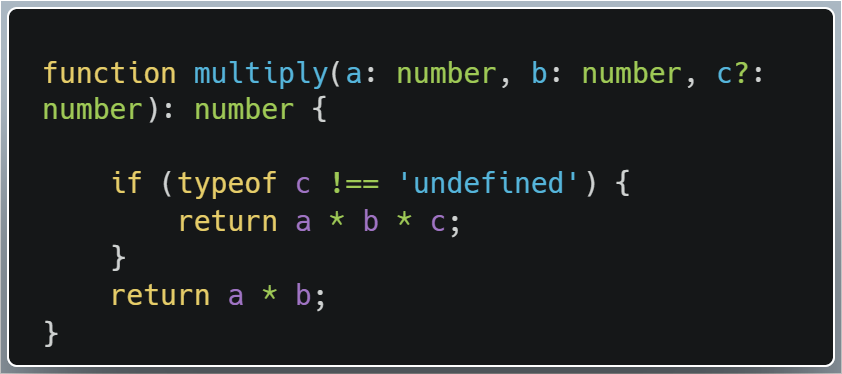 function multiply(a: number, b: number, c?:
number): number {

    if (typeof c !== 'undefined') {
        return a * b * c;
    }
    return a * b;
}